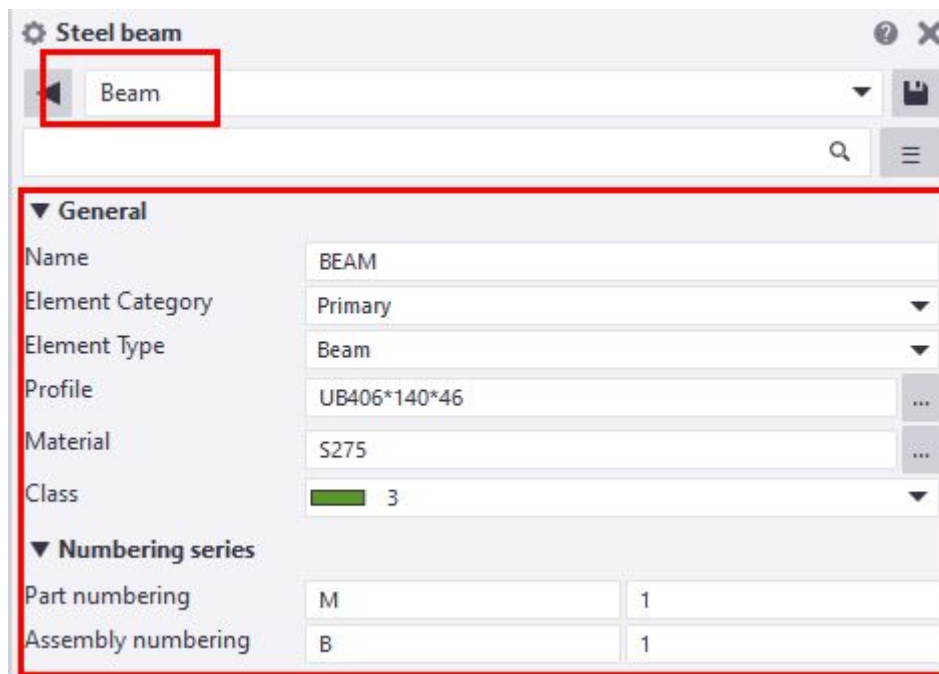 Steel beam
Beam
General
Name BEAM
Element Category Primary
Element Type Beam
Profile UB406*140*46 ...
Material S275 ...
Class 3
Numbering series
Part numbering M 1
Assembly numbering B 1